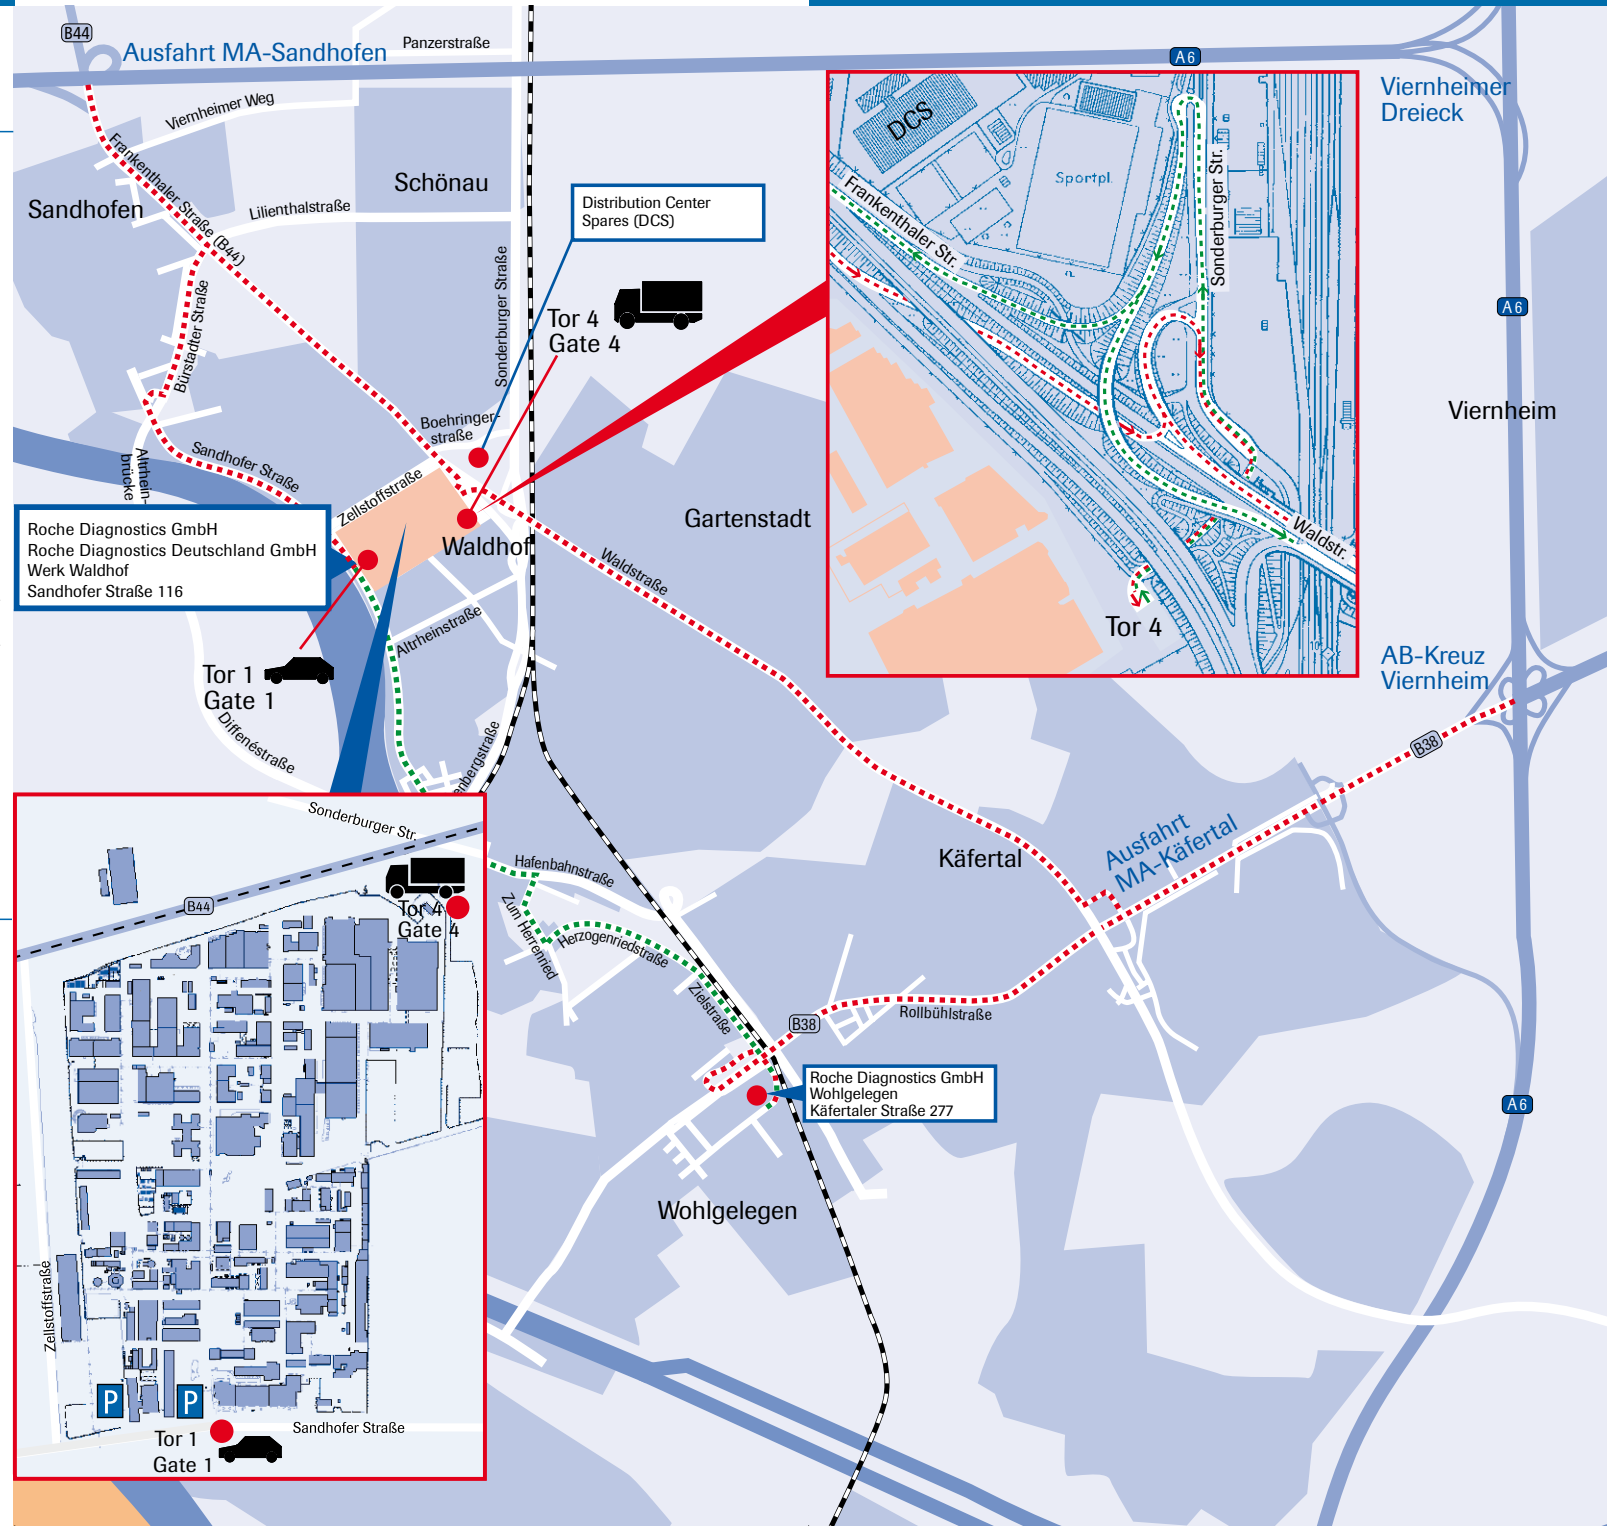 B44
Ausfahrt MA-Sandhofen
Panzerstraße
A6
Viernheimer
Dreieck
Viernheimer Weg
Frankenthaler Straße (B44)
Sandhofen
Schönau
Lilienthalstraße
Distribution Center
Spares (DCS)
Sonderburger Straße
Bürstadter Straße
Tor 4
Gate 4
Boehringer-
straße
Sandhofer Straße
Altrhein-
brücke
Zellstoffstraße
Roche Diagnostics GmbH
Roche Diagnostics Deutschland GmbH
Werk Waldhof
Sandhofer Straße 116
Waldhof
Gartenstadt
Waldstraße
Altrheinstraße
Tor 1
Gate 1
Diffenéstraße
enbergstraße
DCS
Sportpl.
Frankenthaler Str.
Sonderburger Str.
Waldstr.
Tor 4
A6
Viernheim
AB-Kreuz
Viernheim
B38
Ausfahrt
MA-Käfertal
Käfertal
Sonderburger Str.
B44
Tor 4
Gate 4
Zellstoffstraße
P
P
Sandhofer Straße
Tor 1
Gate 1
Hafenbahnstraße
Zum Herrenried
Herzogenriedstraße
Zielstraße
B38
Rollbühlstraße
Roche Diagnostics GmbH
Wohlgelegen
Käfertaler Straße 277
A6
Wohlgelegen